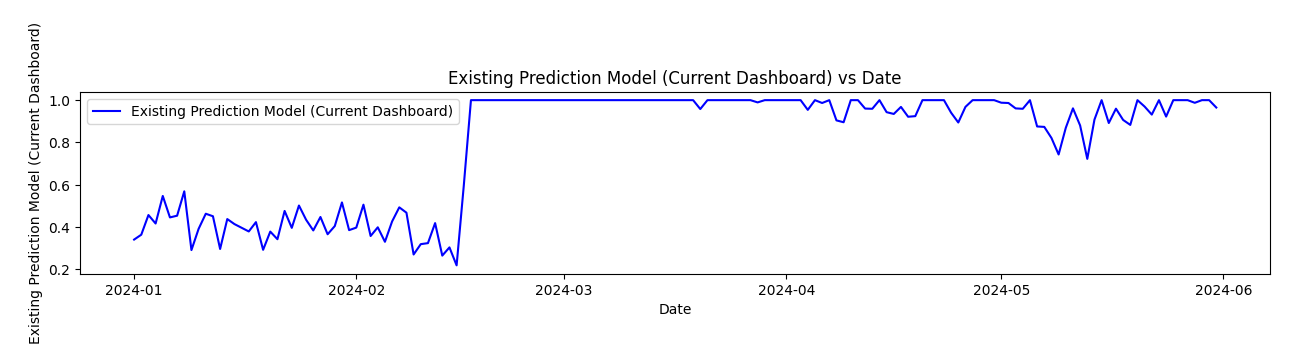 Existing Prediction Model (Current Dashboard) vs Date
Existing Prediction Model (Current Dashboard)
Existing Prediction Model (Current Dashboard)
1.0
0.8
0.6
0.4
0.2
2024-01
2024-02
2024-03
2024-04
2024-05
2024-06
Date